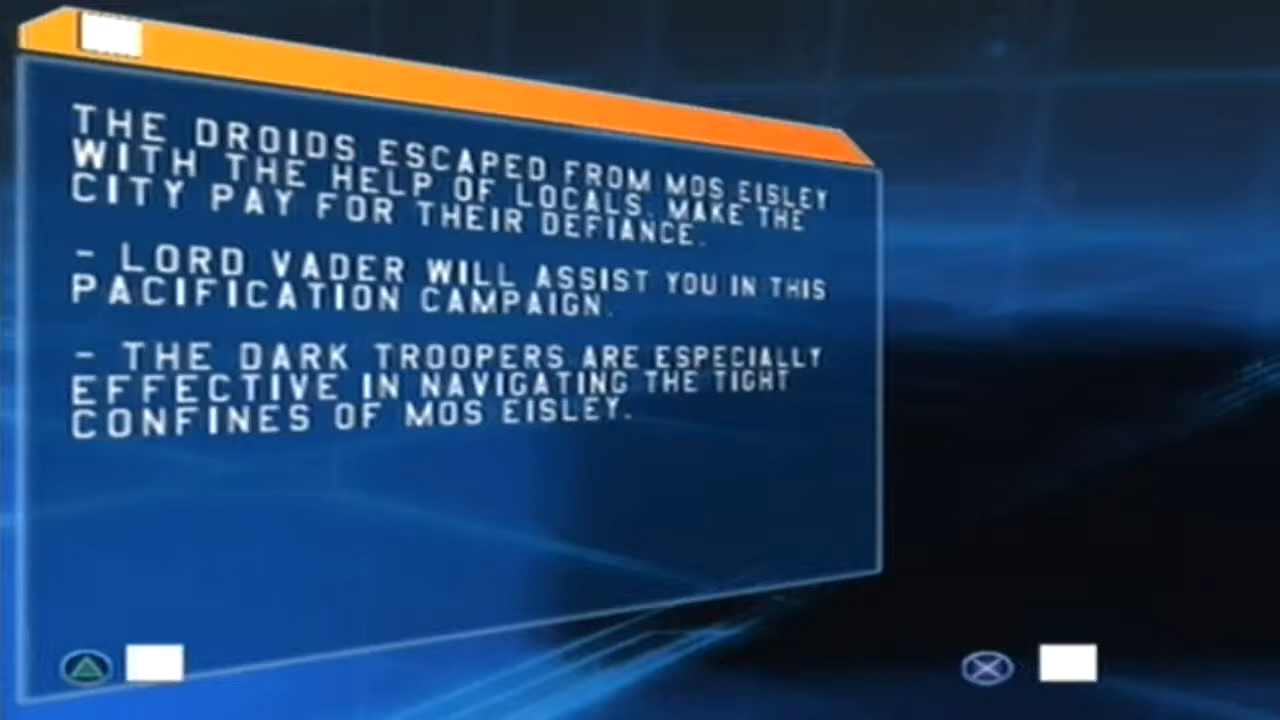 THE DROIDS ESCAPED FROM MOS EISLEY
WITH THE HELP OF LOCALS. MAKE THE
CITY PAY FOR THEIR DEFIANCE.
- LORD VADER WILL ASSIST YOU IN THIS
PACIFICATION CAMPAIGN.
- THE DARK TROOPERS ARE ESPECIALLY
EFFECTIVE IN NAVIGATING THE TIGHT
CONFINES OF MOS EISLEY.